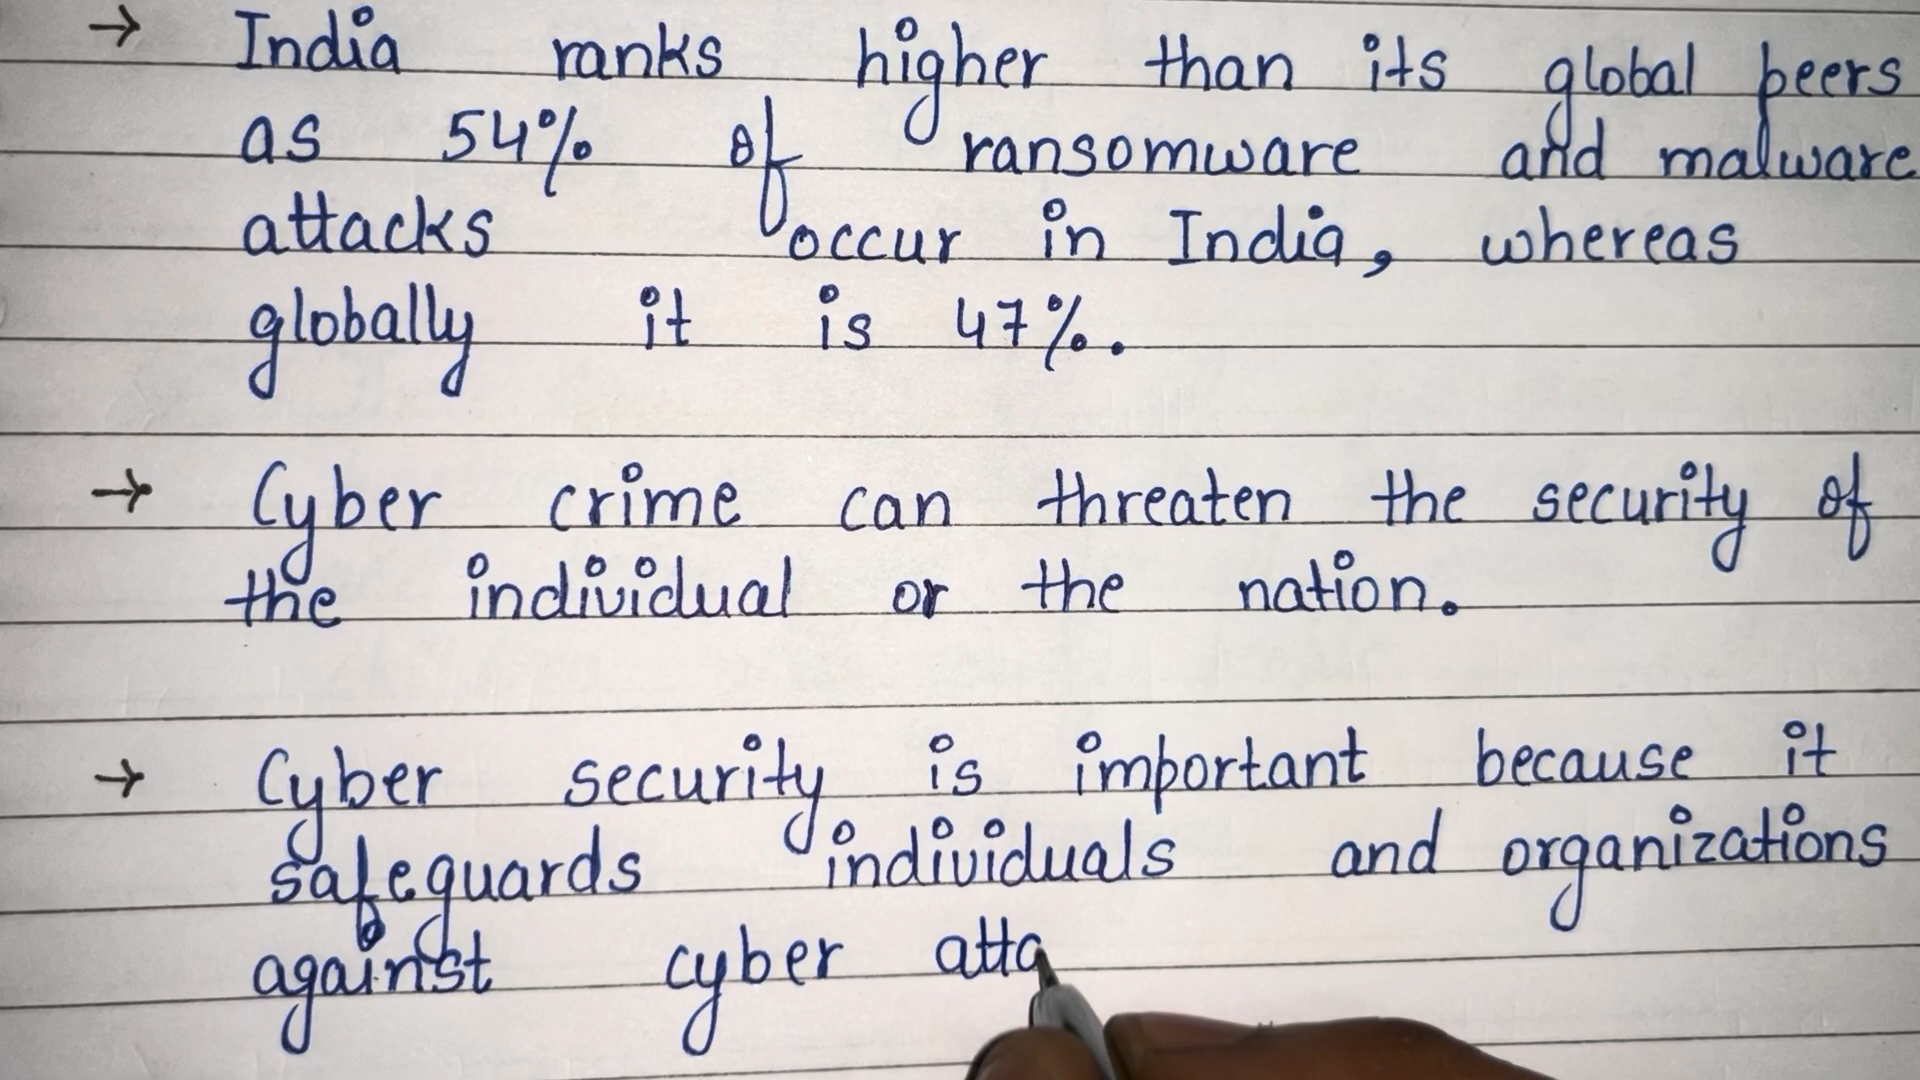 → India ranks higher than its global peers
as 54% of ransomware and malware
attacks occur in India, whereas
globally it is 47%.
→ Cyber crime can threaten the security of
the individual or the nation.
→ Cyber security is important because it
safeguards individuals and organizations
against cyber atta